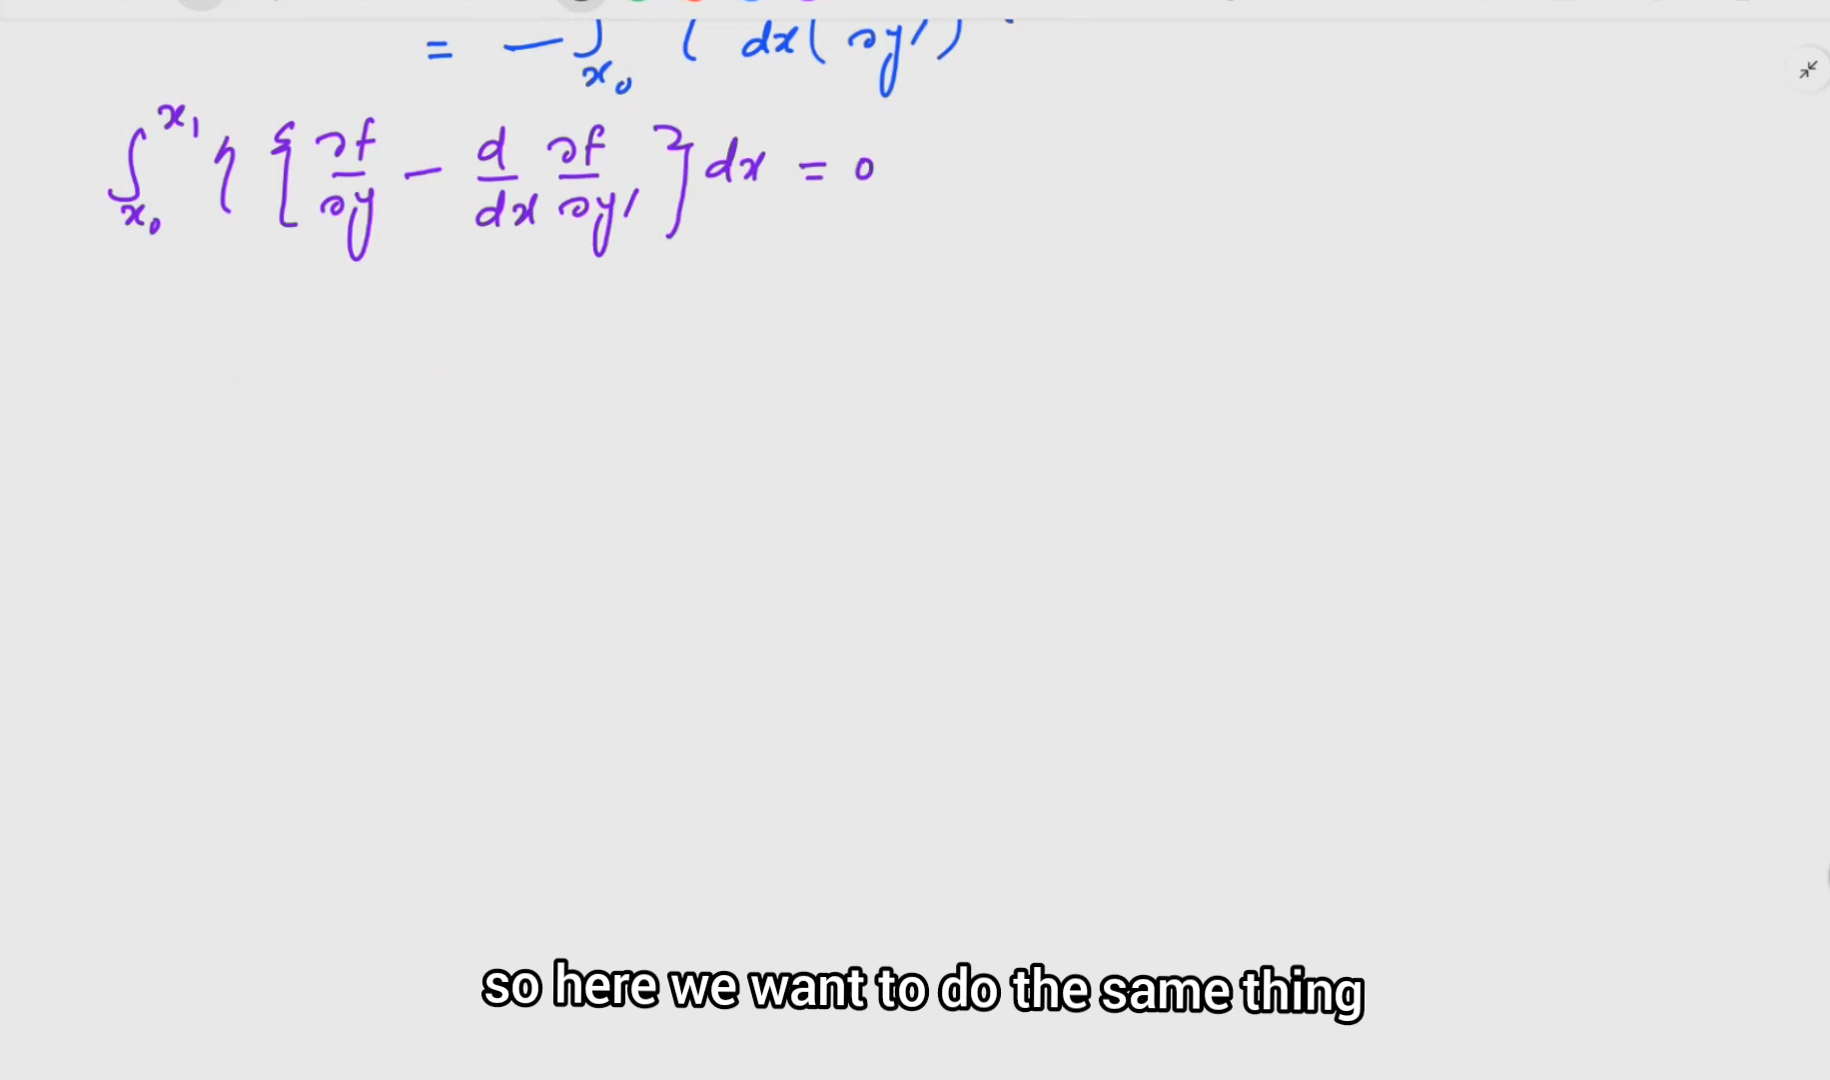 = -∫x₀ ( dx( ∂y′)
∫x₀^x₁ η { ∂f/∂y - d/dx ∂f/∂y′ } dx = 0
so here we want to do the same thing